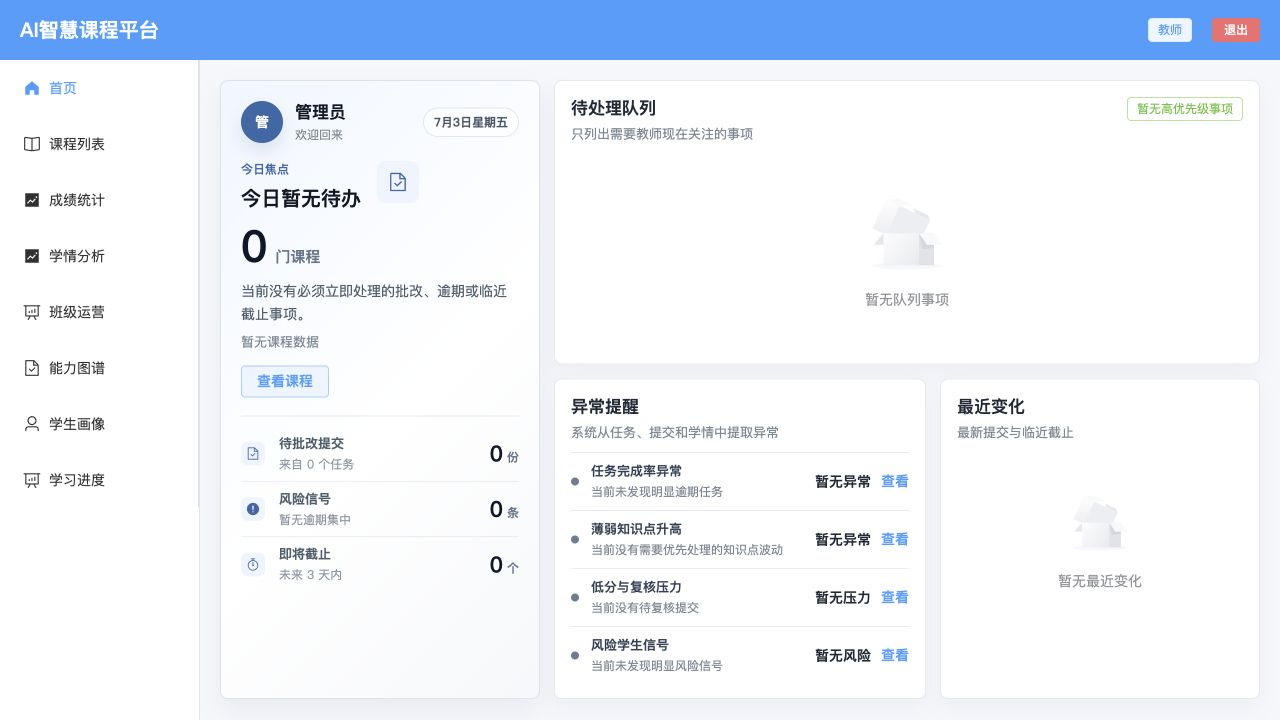 AI智慧课程平台
教师
退出
首页
课程列表
成绩统计
学情分析
班级运营
能力图谱
学生画像
学习进度
管
管理员
欢迎回来
7月3日星期五
今日焦点
今日暂无待办
0 门课程
当前没有必须立即处理的批改、逾期或临近
截止事项。
暂无课程数据
查看课程
待批改提交
来自 0 个任务
0 份
风险信号
暂无逾期集中
0 条
即将截止
未来 3 天内
0 个
待处理队列
只列出需要教师现在关注的事项
暂无高优先级事项
暂无队列事项
异常提醒
系统从任务、提交和学情中提取异常
任务完成率异常
当前未发现明显逾期任务
暂无异常 查看
薄弱知识点升高
当前没有需要优先处理的知识点波动
暂无异常 查看
低分与复核压力
当前没有待复核提交
暂无压力 查看
风险学生信号
当前未发现明显风险信号
暂无风险 查看
最近变化
最新提交与临近截止
暂无最近变化